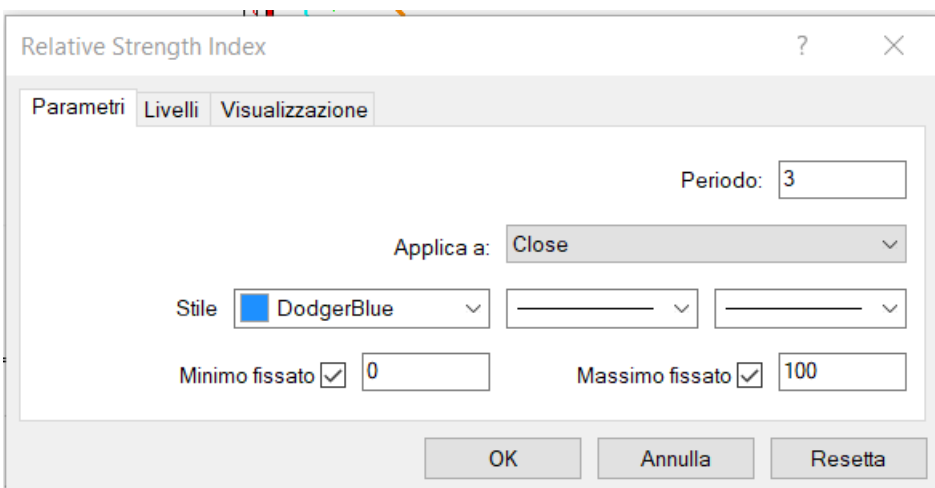 Relative Strength Index ?
Parametri Livelli Visualizzazione
Periodo: 3
Applica a: Close
Stile DodgerBlue
Minimo fissato 0 Massimo fissato 100
OK Annulla Resetta